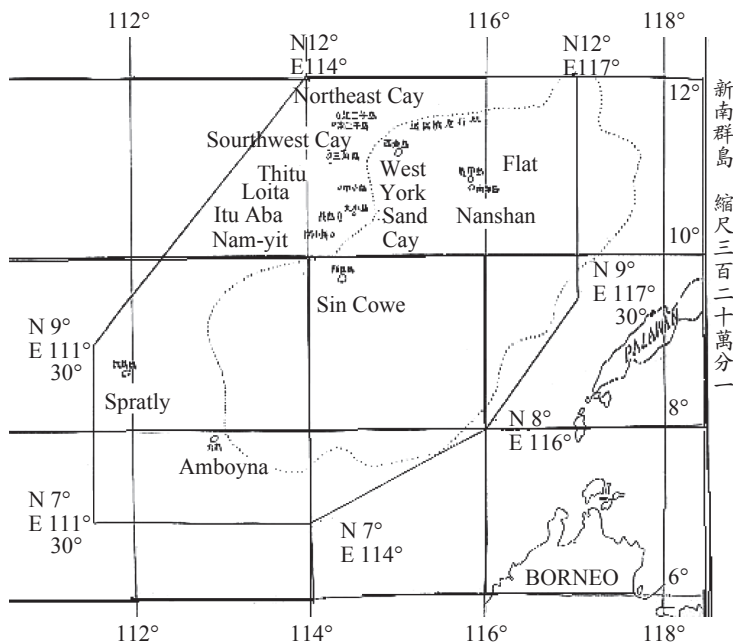 112°
116°
118°
N12°
E114°
N12°
E117°
12°
Northeast Cay
Sourthwest Cay
Thitu
Loita
Itu Aba
Nam-yit
West
York
Sand
Cay
Flat
Nanshan
10°
Sin Cowe
N 9°
E 117°
30°
N 9°
E 111°
30°
PALAWAN
Spratly
8°
N 8°
E 116°
Amboyna
N 7°
E 111°
30°
N 7°
E 114°
BORNEO
6°
112°
114°
116°
118°
新南群島 縮尺三百二十萬分一